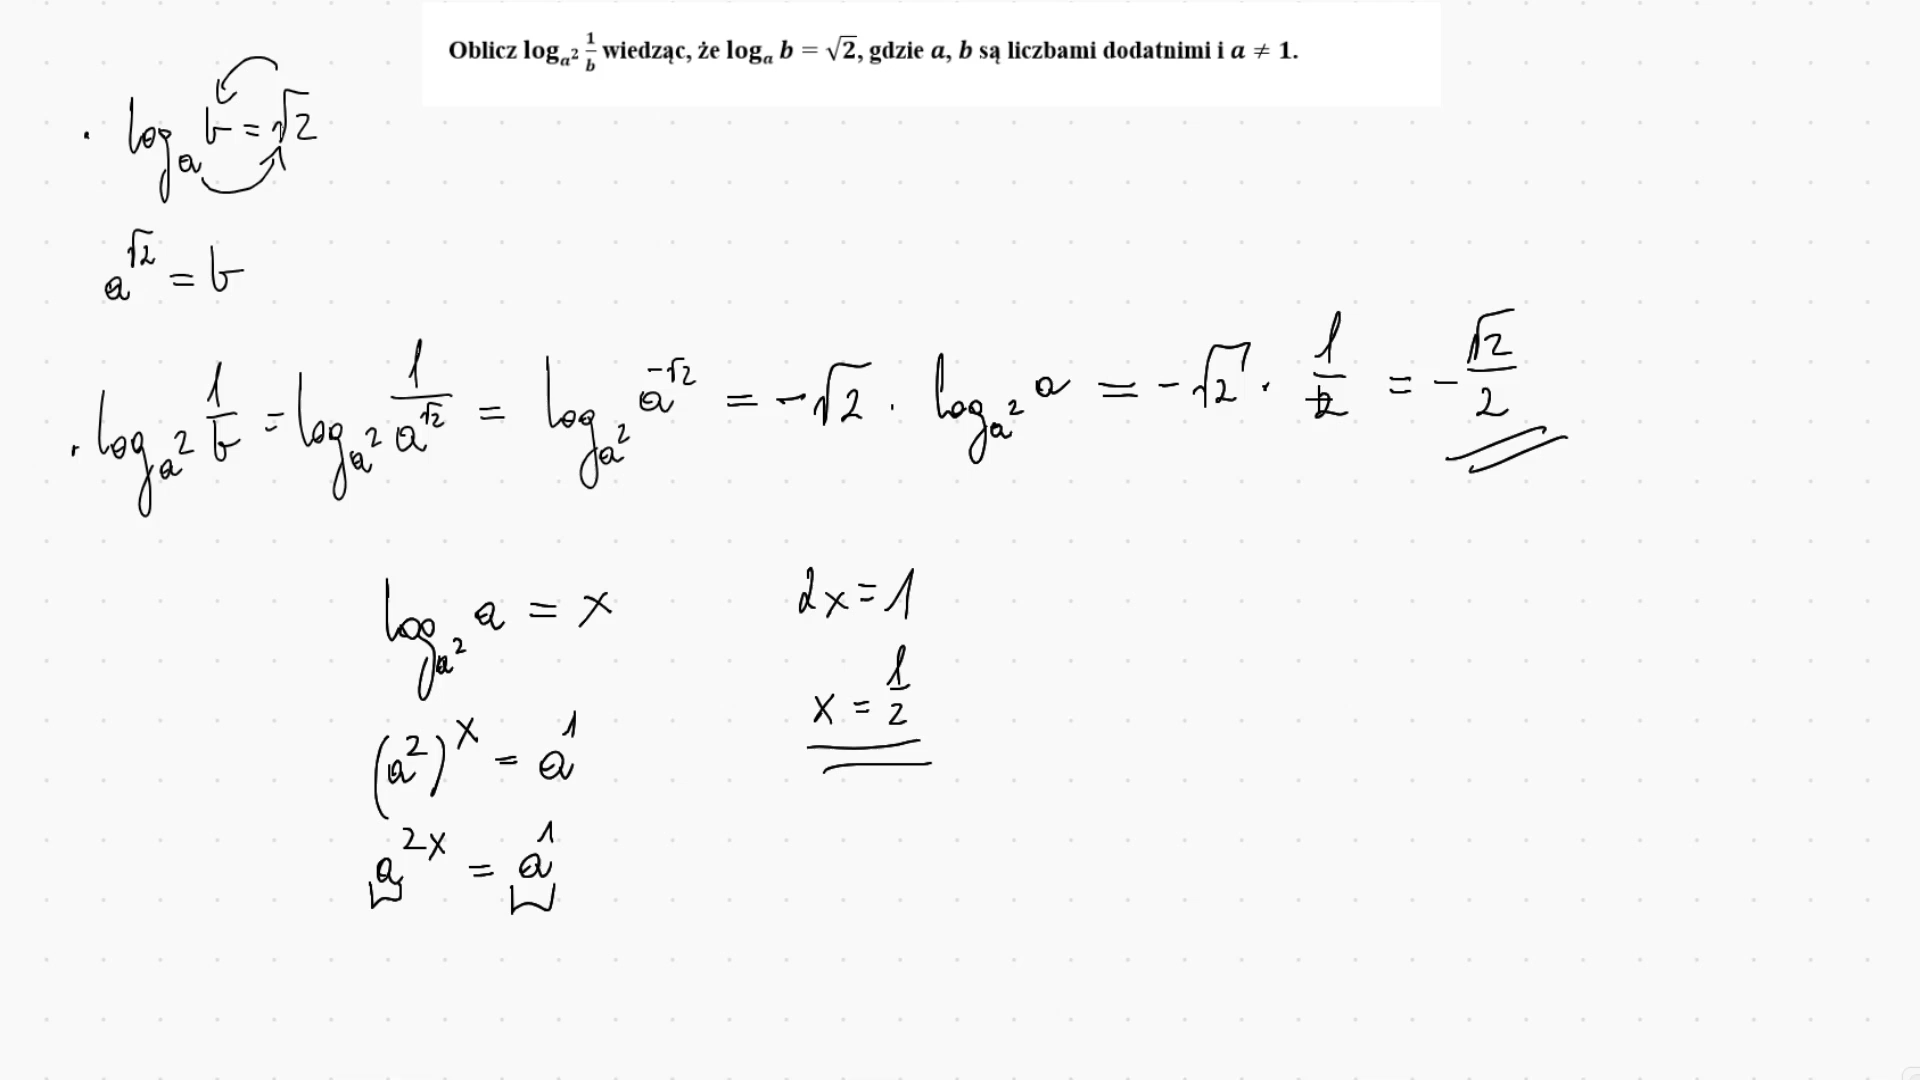 Oblicz log_{a²} 1/b wiedząc, że log_a b = √2, gdzie a, b są liczbami dodatnimi i a ≠ 1.
· log_a b = √2
a^{√2} = b
· log_{a²} 1/b = log_{a²} 1/a^{√2} = log_{a²} a^{-√2} = -√2 · log_{a²} a = -√2 · 1/2 = -√2/2
log_{a²} a = x
(a²)^x = a^1
a^{2x} = a^1
2x = 1
x = 1/2